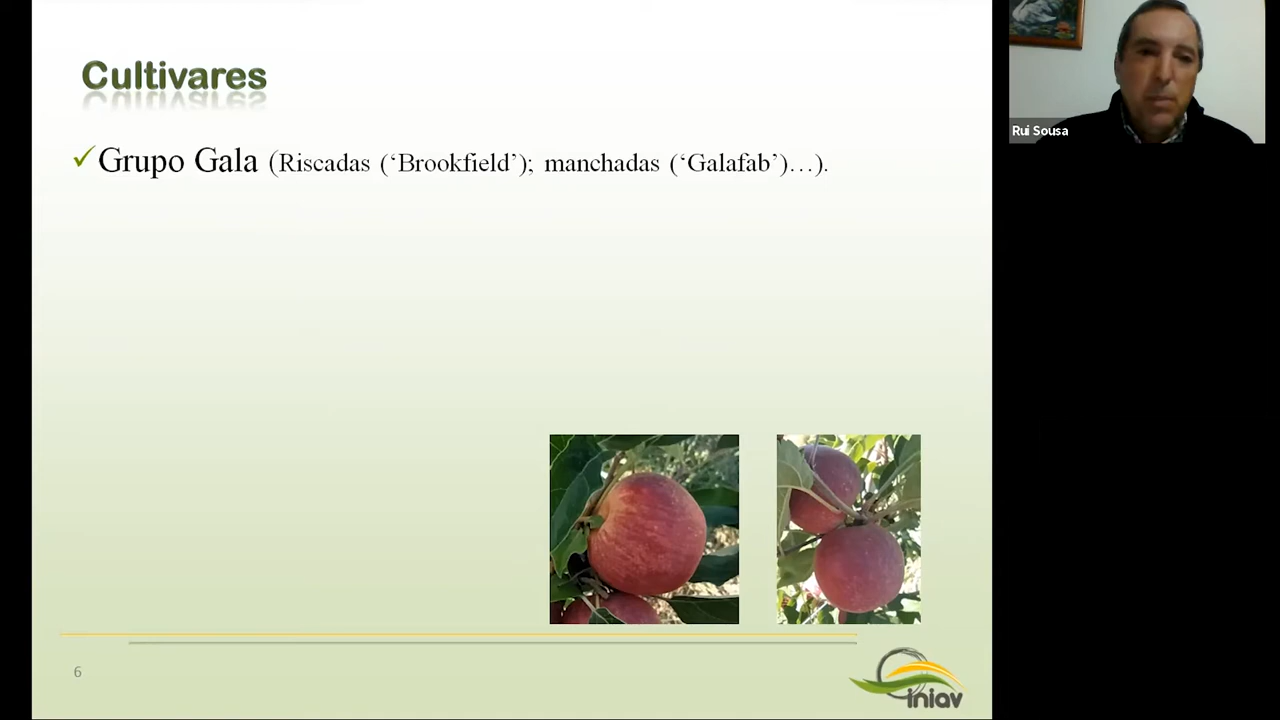 Cultivares
✓Grupo Gala (Riscadas (‘Brookfield’); manchadas (‘Galafab’)…).
Rui Sousa
6
iniav